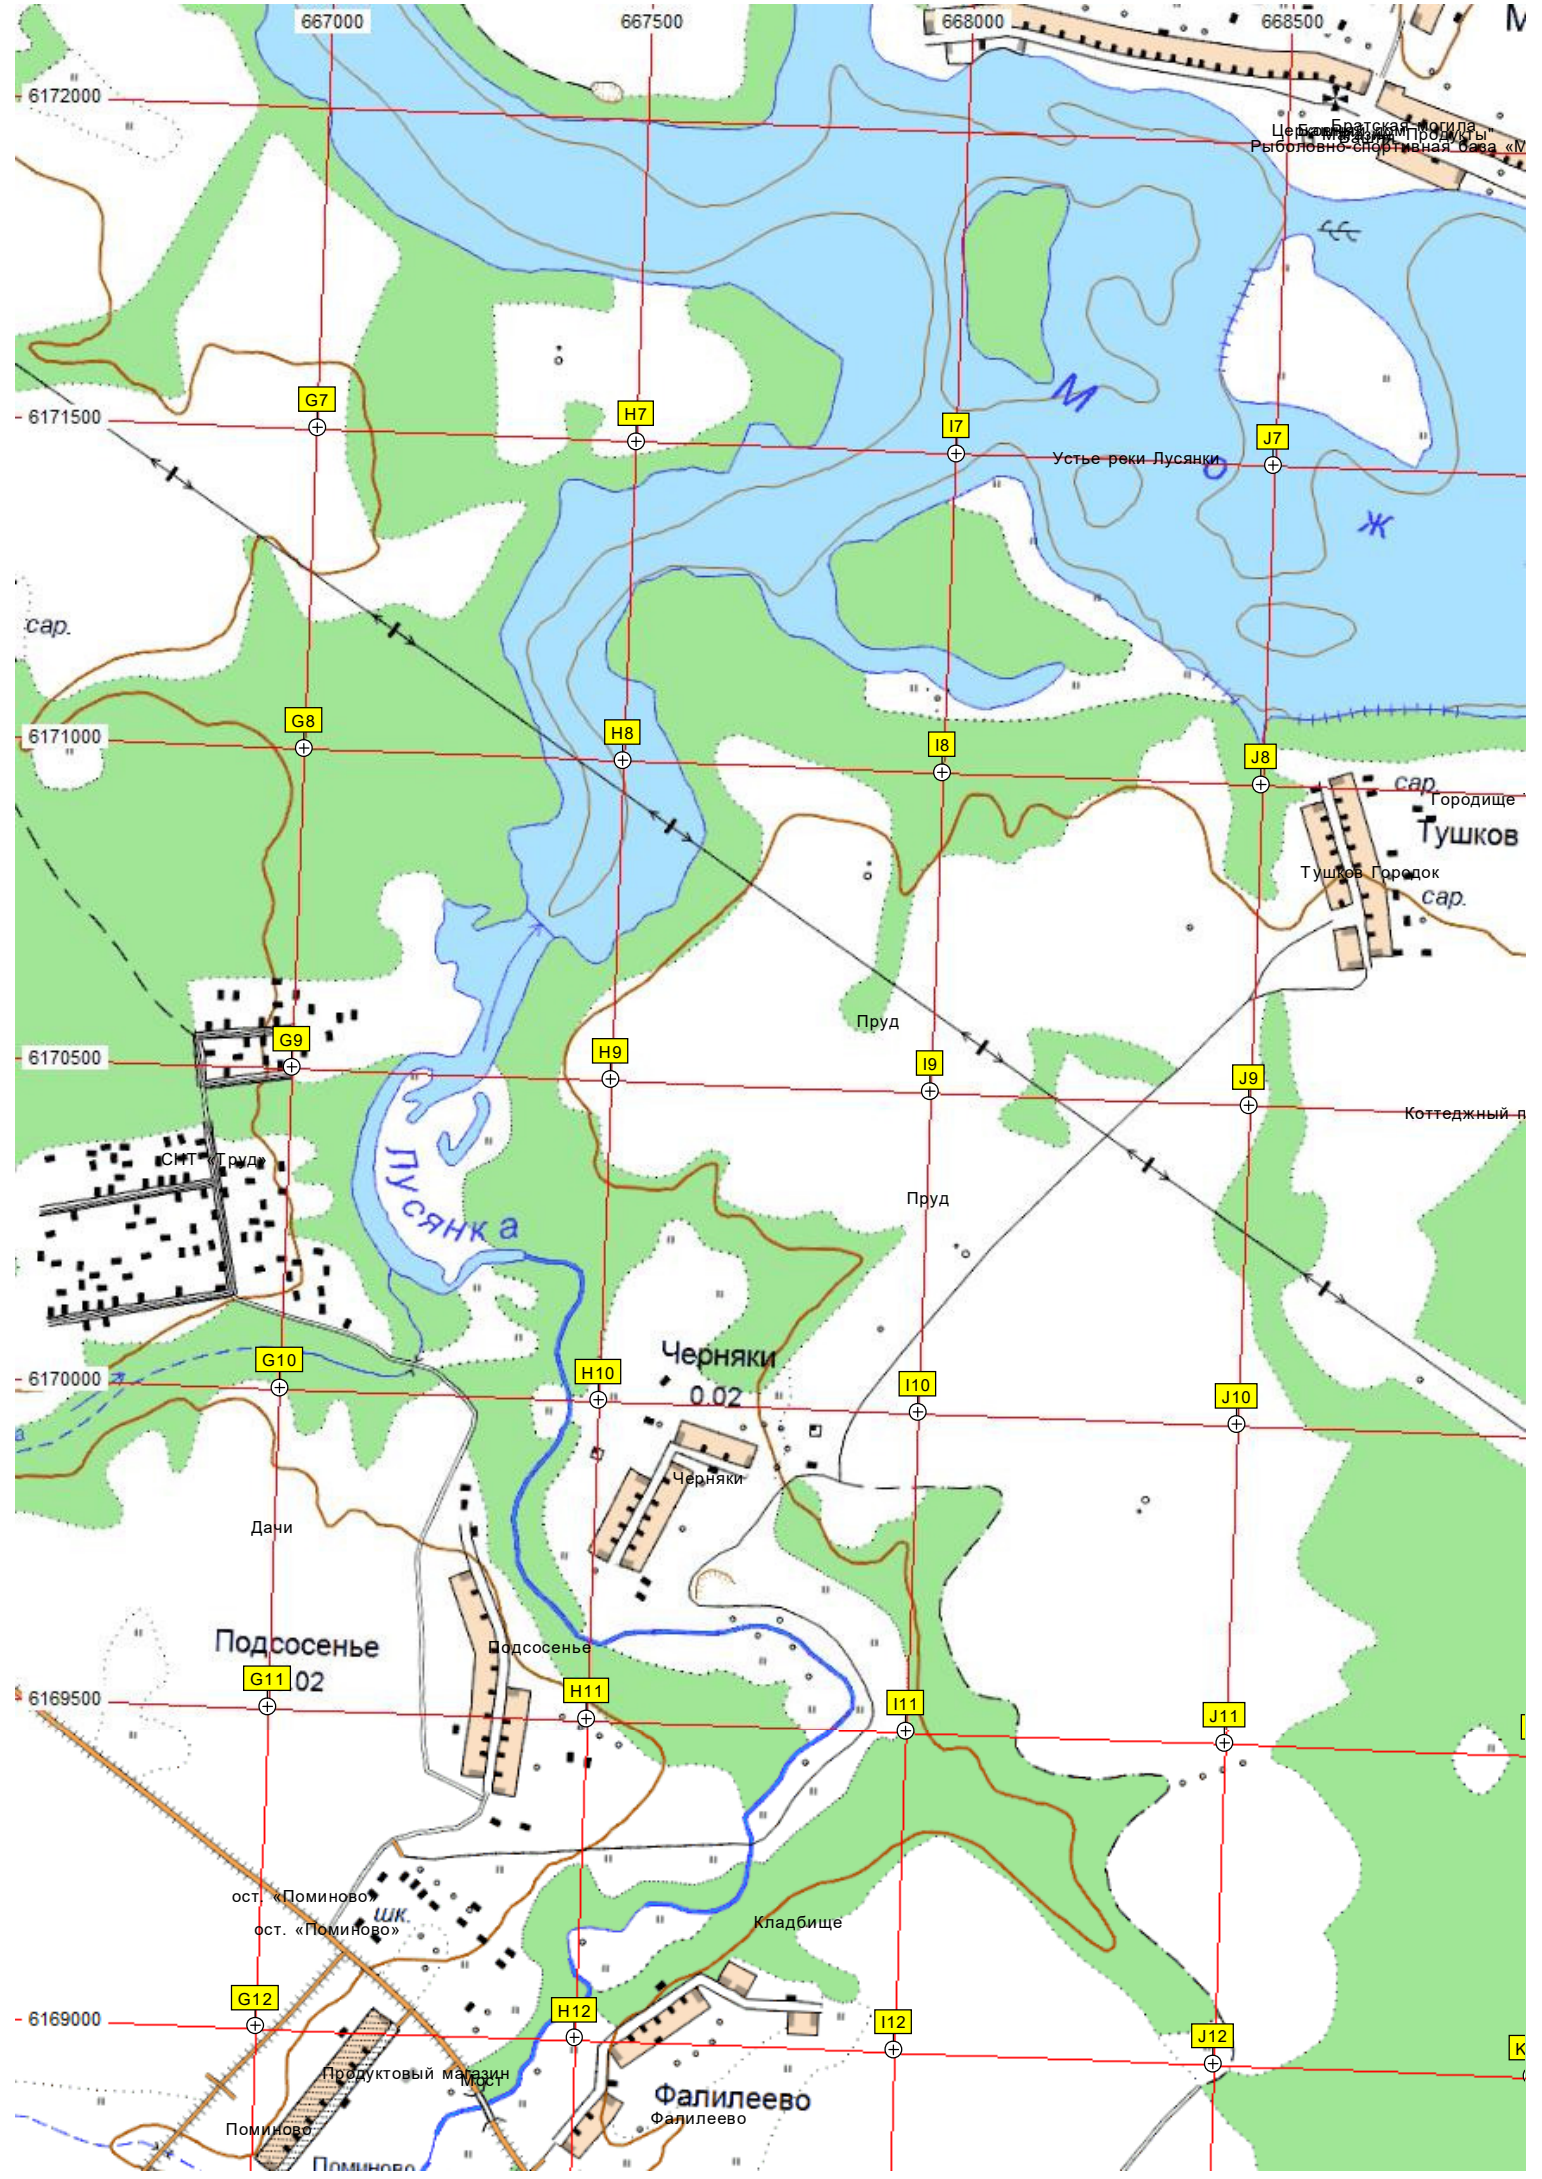 667000 667500 668000 668500
6172000
Братская могила
Рыболовно-спортивная база «М
6171500
G7 H7 I7 J7
М
Устье реки Лусянки
О
Ж
сар.
6171000
G8 H8 I8 J8
сар.
Городище
Тушков
Тушков Городок
сар.
Пруд
6170500
G9 H9 I9 J9
Коттеджный п
СНТ «Труд»
Пруд
Лусянка
Черняки
0.02
6170000
G10 H10 I10 J10
а
Черняки
Дачи
Подсосенье
02
Подсосенье
6169500
G11 H11 I11 J11
ост. «Поминово»
шк.
ост. «Поминово»
Кладбище
6169000
G12 H12 I12 J12
K
Продуктовый магазин
Мост
Фалилеево
Фалилеево
Поминово
Поминово